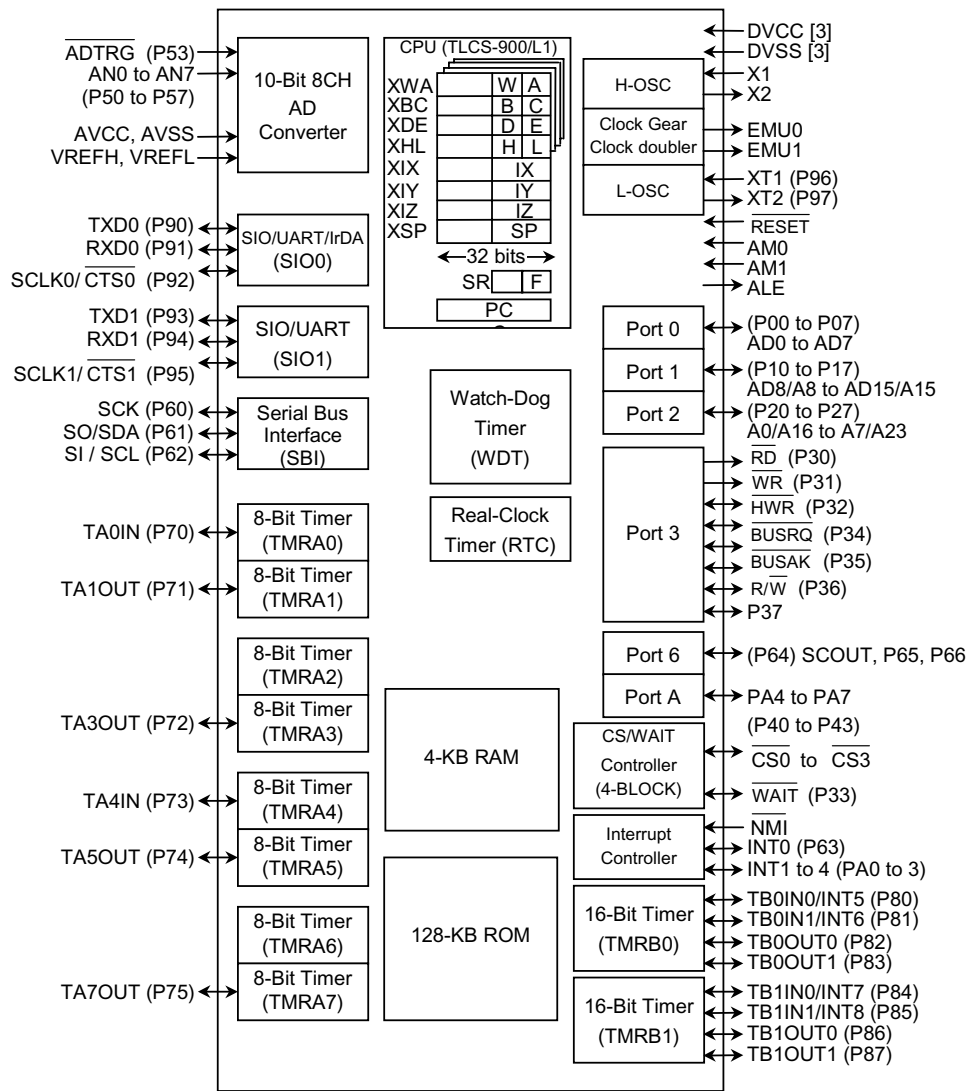 ADTRG (P53)
AN0 to AN7
(P50 to P57)
AVCC, AVSS
VREFH, VREFL
10-Bit 8CH
AD
Converter
TXD0 (P90)
RXD0 (P91)
SCLK0/ CTS0 (P92)
SIO/UART/IrDA
(SIO0)
TXD1 (P93)
RXD1 (P94)
SCLK1/ CTS1 (P95)
SIO/UART
(SIO1)
SCK (P60)
SO/SDA (P61)
SI / SCL (P62)
Serial Bus
Interface
(SBI)
TA0IN (P70)
8-Bit Timer
(TMRA0)
TA1OUT (P71)
8-Bit Timer
(TMRA1)
8-Bit Timer
(TMRA2)
TA3OUT (P72)
8-Bit Timer
(TMRA3)
TA4IN (P73)
8-Bit Timer
(TMRA4)
TA5OUT (P74)
8-Bit Timer
(TMRA5)
8-Bit Timer
(TMRA6)
TA7OUT (P75)
8-Bit Timer
(TMRA7)
CPU (TLCS-900/L1)
XWA W A
XBC B C
XDE D E
XHL H L
XIX IX
XIY IY
XIZ IZ
XSP SP
32 bits
SR F
PC
Watch-Dog
Timer
(WDT)
Real-Clock
Timer (RTC)
4-KB RAM
128-KB ROM
H-OSC
Clock Gear
Clock doubler
L-OSC
DVCC [3]
DVSS [3]
X1
X2
EMU0
EMU1
XT1 (P96)
XT2 (P97)
RESET
AM0
AM1
ALE
Port 0
(P00 to P07)
AD0 to AD7
Port 1
(P10 to P17)
AD8/A8 to AD15/A15
Port 2
(P20 to P27)
A0/A16 to A7/A23
Port 3
RD (P30)
WR (P31)
HWR (P32)
BUSRQ (P34)
BUSAK (P35)
R/W (P36)
P37
Port 6
(P64) SCOUT, P65, P66
Port A
PA4 to PA7
CS/WAIT
Controller
(4-BLOCK)
(P40 to P43)
CS0 to CS3
WAIT (P33)
Interrupt
Controller
NMI
INT0 (P63)
INT1 to 4 (PA0 to 3)
16-Bit Timer
(TMRB0)
TB0IN0/INT5 (P80)
TB0IN1/INT6 (P81)
TB0OUT0 (P82)
TB0OUT1 (P83)
16-Bit Timer
(TMRB1)
TB1IN0/INT7 (P84)
TB1IN1/INT8 (P85)
TB1OUT0 (P86)
TB1OUT1 (P87)